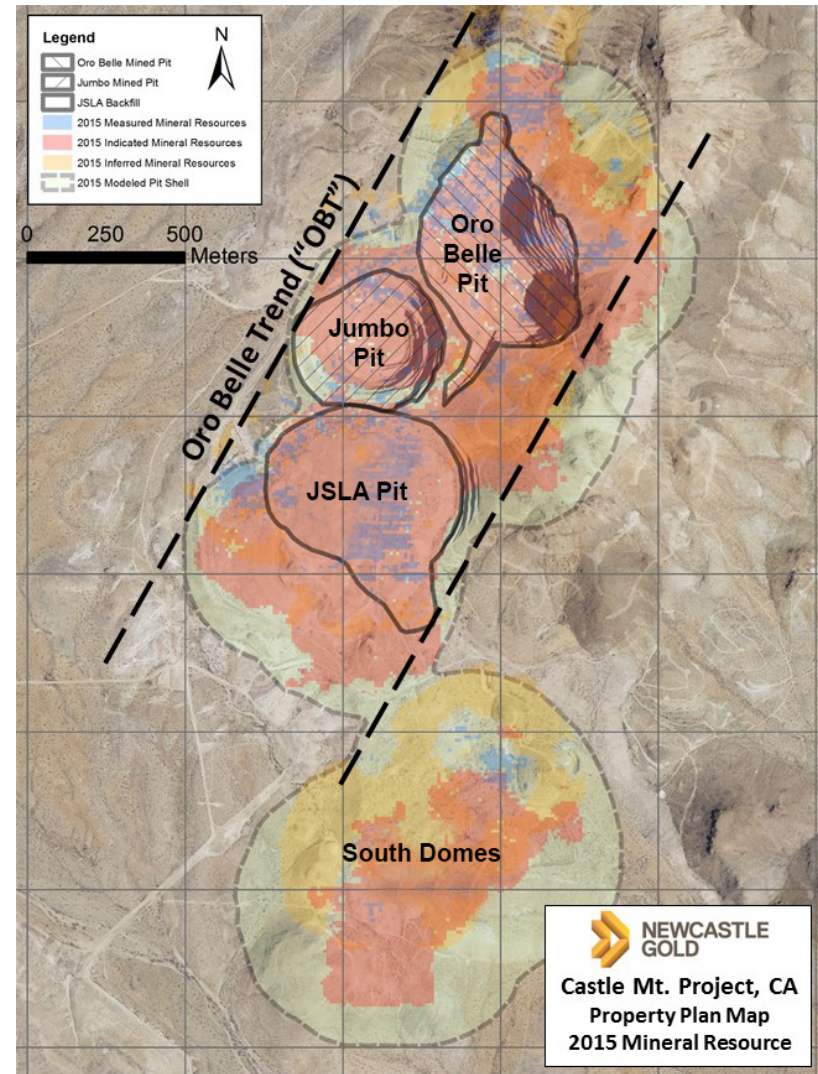 Legend
N
Oro Belle Mined Pit
Jumbo Mined Pit
JSLA Backfill
2015 Measured Mineral Resources
2015 Indicated Mineral Resources
2015 Inferred Mineral Resources
2015 Modeled Pit Shell
0 250 500
Meters
Oro Belle Trend ("OBT")
Oro
Belle
Pit
Jumbo
Pit
JSLA Pit
South Domes
NEWCASTLE
GOLD
Castle Mt. Project, CA
Property Plan Map
2015 Mineral Resource